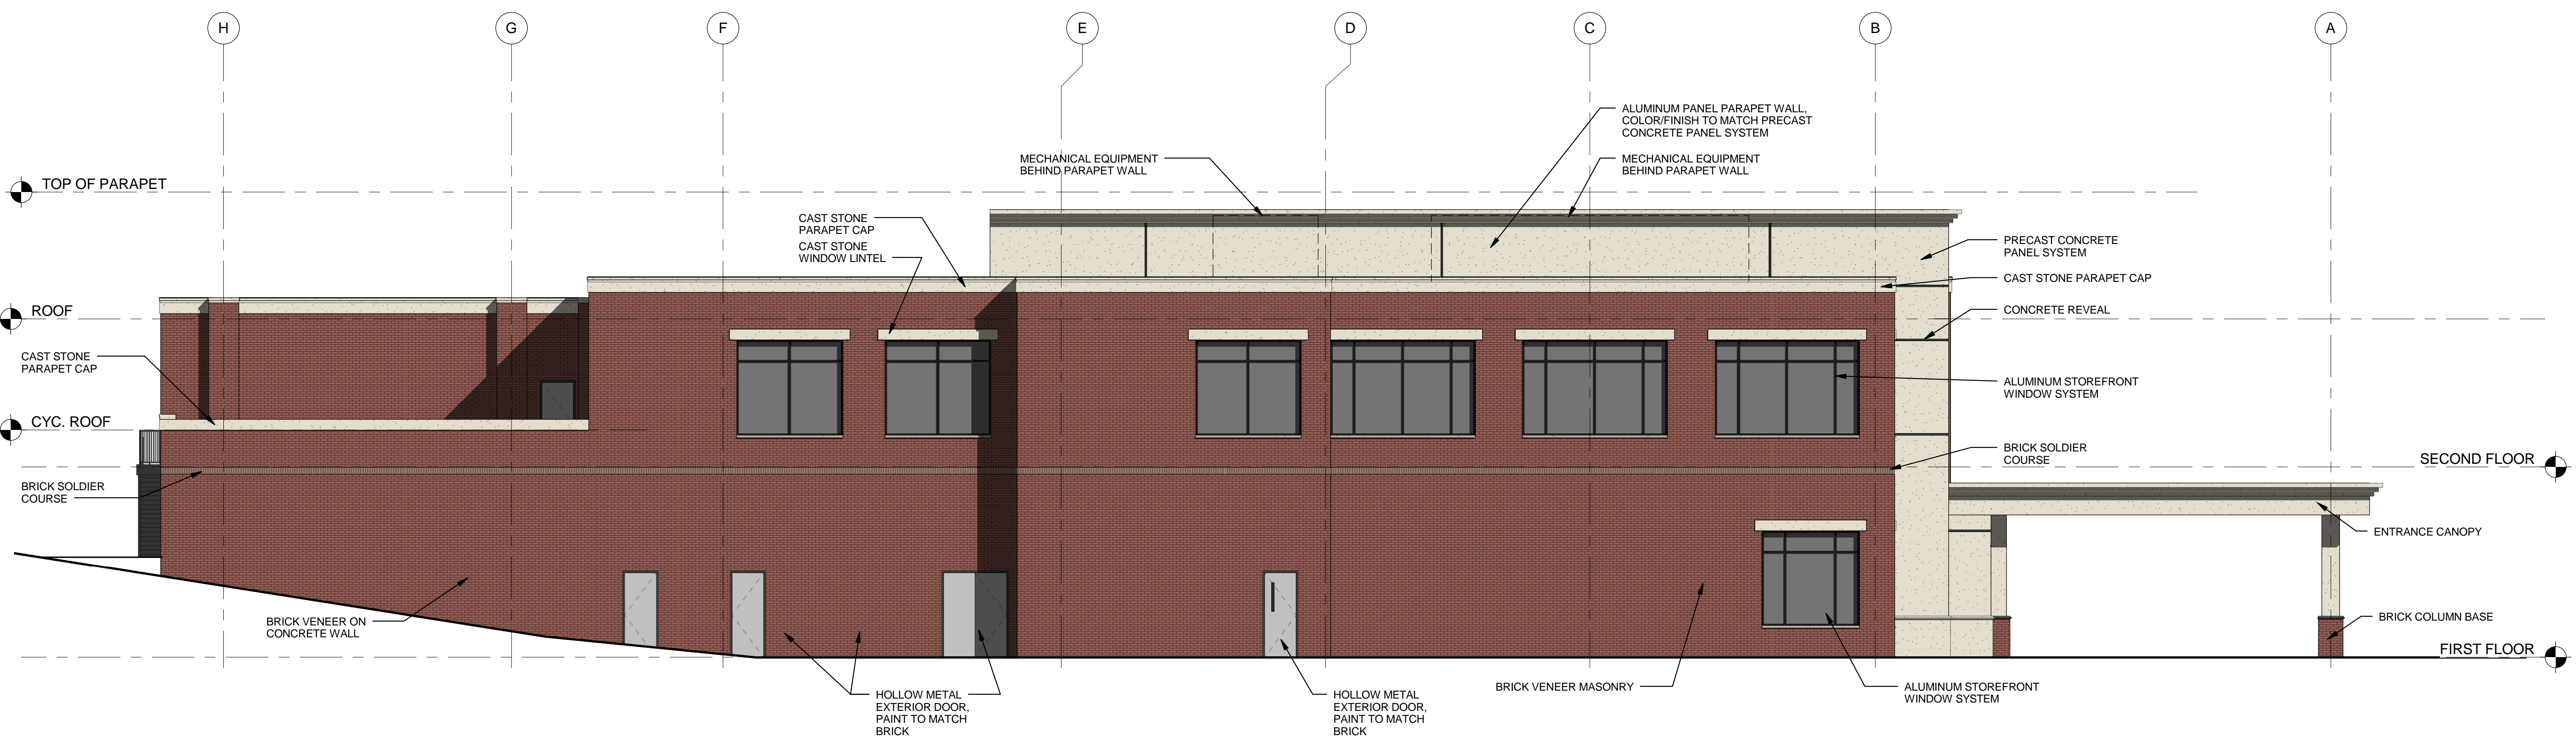 H
G
F
E
D
C
B
A
ALUMINUM PANEL PARAPET WALL,
COLOR/FINISH TO MATCH PRECAST
CONCRETE PANEL SYSTEM
MECHANICAL EQUIPMENT
BEHIND PARAPET WALL
MECHANICAL EQUIPMENT
BEHIND PARAPET WALL
TOP OF PARAPET
CAST STONE
PARAPET CAP
CAST STONE
WINDOW LINTEL
PRECAST CONCRETE
PANEL SYSTEM
CAST STONE PARAPET CAP
ROOF
CONCRETE REVEAL
CAST STONE
PARAPET CAP
ALUMINUM STOREFRONT
WINDOW SYSTEM
CYC. ROOF
BRICK SOLDIER
COURSE
SECOND FLOOR
BRICK SOLDIER
COURSE
ENTRANCE CANOPY
BRICK VENEER ON
CONCRETE WALL
BRICK COLUMN BASE
FIRST FLOOR
HOLLOW METAL
EXTERIOR DOOR,
PAINT TO MATCH
BRICK
HOLLOW METAL
EXTERIOR DOOR,
PAINT TO MATCH
BRICK
BRICK VENEER MASONRY
ALUMINUM STOREFRONT
WINDOW SYSTEM